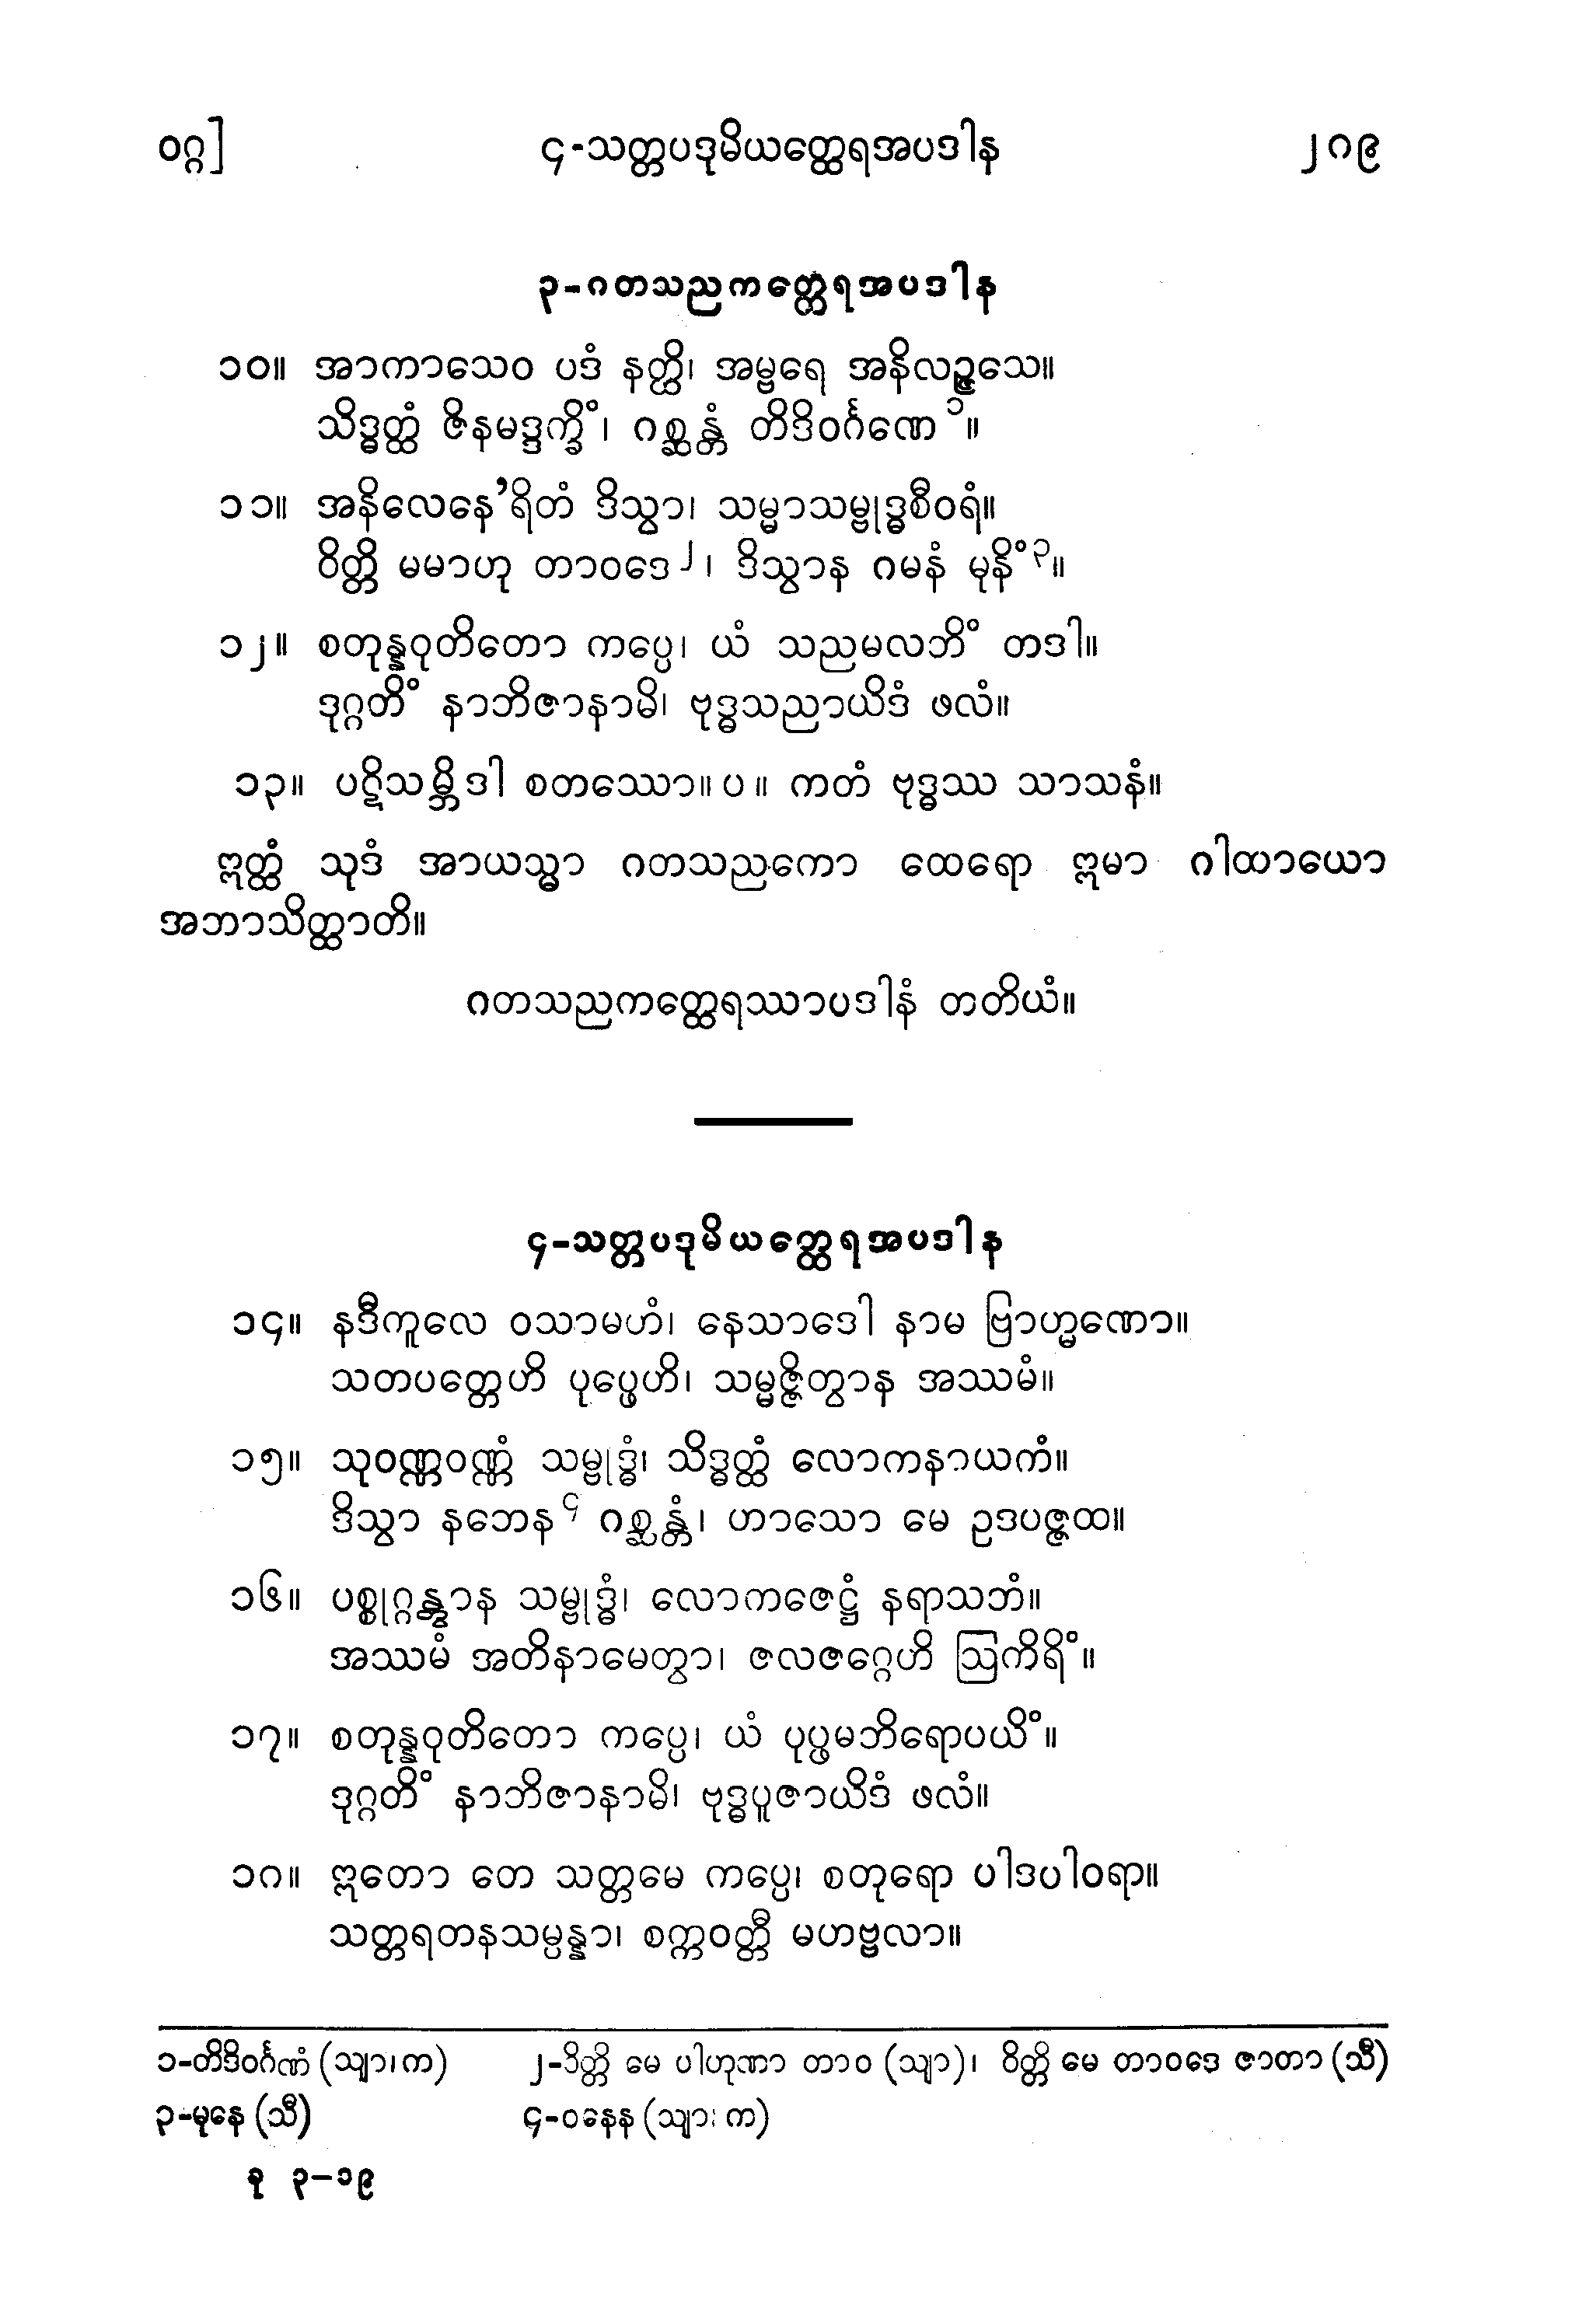 ဝဂ္ဂ] ၄-သတ္တပဒုမိယတ္ထေရအပဒါန ၂၈၉
၃-ဂတသညကတ္ထေရအပဒါန
၁၀။ အာကာသေဝ ပဒံ နတ္ထိ၊ အမ္ဗရေ အနိလဉ္ဇသေ။
သိဒ္ဓတ္ထံ ဇိနမဒ္ဒက္ခိံ၊ ဂစ္ဆန္တံ တိဒိဝင်္ဂဏေ ၁။
၁၁။ အနိလေနေ’ရိတံ ဒိသွာ၊ သမ္မာသမ္ဗုဒ္ဓစီဝရံ။
ဝိတ္တိ မမာဟု တာဝဒေ ၂၊ ဒိသွာန ဂမနံ မုနိံ ၃။
၁၂။ စတုန္နဝုတိတော ကပ္ပေ၊ ယံ သညမလဘိံ တဒါ။
ဒုဂ္ဂတိံ နာဘိဇာနာမိ၊ ဗုဒ္ဓသညာယိဒံ ဖလံ။
၁၃။ ပဋိသမ္ဘိဒါ စတဿော။ ပ ။ ကတံ ဗုဒ္ဓဿ သာသနံ။
ဣတ္ထံ သုဒံ အာယသ္မာ ဂတသညကော ထေရော ဣမာ ဂါထာယော
အဘာသိတ္ထာတိ။
ဂတသညကတ္ထေရဿာပဒါနံ တတိယံ။
၄-သတ္တပဒုမိယတ္ထေရအပဒါန
၁၄။ နဒီကူလေ ဝသာမဟံ၊ နေသာဒေါ နာမ ဗြာဟ္မဏော။
သတပတ္တေဟိ ပုပ္ဖေဟိ၊ သမ္မဇ္ဇိတွာန အဿမံ။
၁၅။ သုဝဏ္ဏဝဏ္ဏံ သမ္ဗုဒ္ဓံ၊ သိဒ္ဓတ္ထံ လောကနာယကံ။
ဒိသွာ နဘေန ၄ ဂစ္ဆန္တံ၊ ဟာသော မေ ဥဒပဇ္ဇထ။
၁၆။ ပစ္စုဂ္ဂန္တွာန သမ္ဗုဒ္ဓံ၊ လောကဇေဋ္ဌံ နရာသဘံ။
အဿမံ အတိနာမေတွာ၊ ဇလဇဂ္ဂေဟိ ဩကိရိံ။
၁၇။ စတုန္နဝုတိတော ကပ္ပေ၊ ယံ ပုပ္ဖမဘိရောပယိံ။
ဒုဂ္ဂတိံ နာဘိဇာနာမိ၊ ဗုဒ္ဓပူဇာယိဒံ ဖလံ။
၁၈။ ဣတော တေ သတ္တမေ ကပ္ပေ၊ စတုရော ပါဒပါဝရာ။
သတ္တရတနသမ္ပန္နာ၊ စက္ကဝတ္တီ မဟဗ္ဗလာ။
၁-တိဒိဝင်္ဂဏံ (သျာ၊ က) ၂-ဒိတ္တိ မေ ပါဟုဏာ တာဝ (သျာ)၊ ဝိတ္တိ မေ တာဝဒေ ဇာတာ (သီ)
၃-မုနေ (သီ) ၄-ဝနေန (သျာ၊ က)
ခု ၃–၁၉